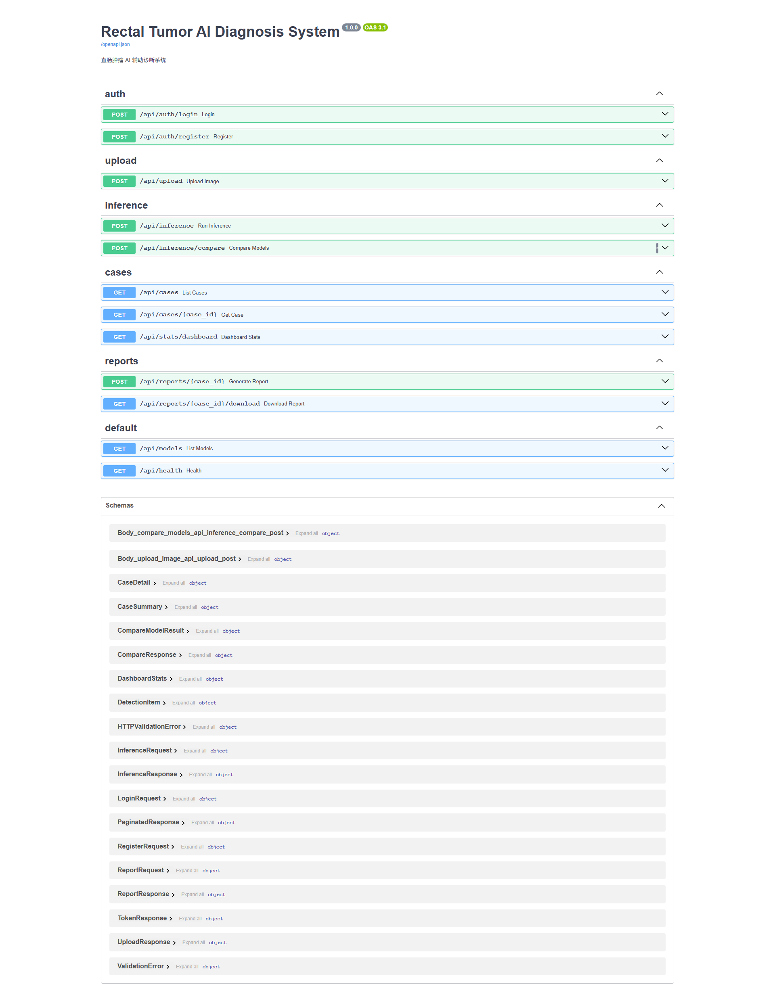 Rectal Tumor AI Diagnosis System 1.0.0 OAS 3.1
/openapi.json
直肠肿瘤 AI 辅助诊断系统
auth
POST /api/auth/login Login
POST /api/auth/register Register
upload
POST /api/upload Upload Image
inference
POST /api/inference Run Inference
POST /api/inference/compare Compare Models
cases
GET /api/cases List Cases
GET /api/cases/{case_id} Get Case
GET /api/stats/dashboard Dashboard Stats
reports
POST /api/reports/{case_id} Generate Report
GET /api/reports/{case_id}/download Download Report
default
GET /api/models List Models
GET /api/health Health
Schemas
Body_compare_models_api_inference_compare_post Expand all object
Body_upload_image_api_upload_post Expand all object
CaseDetail Expand all object
CaseSummary Expand all object
CompareModelResult Expand all object
CompareResponse Expand all object
DashboardStats Expand all object
DetectionItem Expand all object
HTTPValidationError Expand all object
InferenceRequest Expand all object
InferenceResponse Expand all object
LoginRequest Expand all object
PaginatedResponse Expand all object
RegisterRequest Expand all object
ReportRequest Expand all object
ReportResponse Expand all object
TokenResponse Expand all object
UploadResponse Expand all object
ValidationError Expand all object